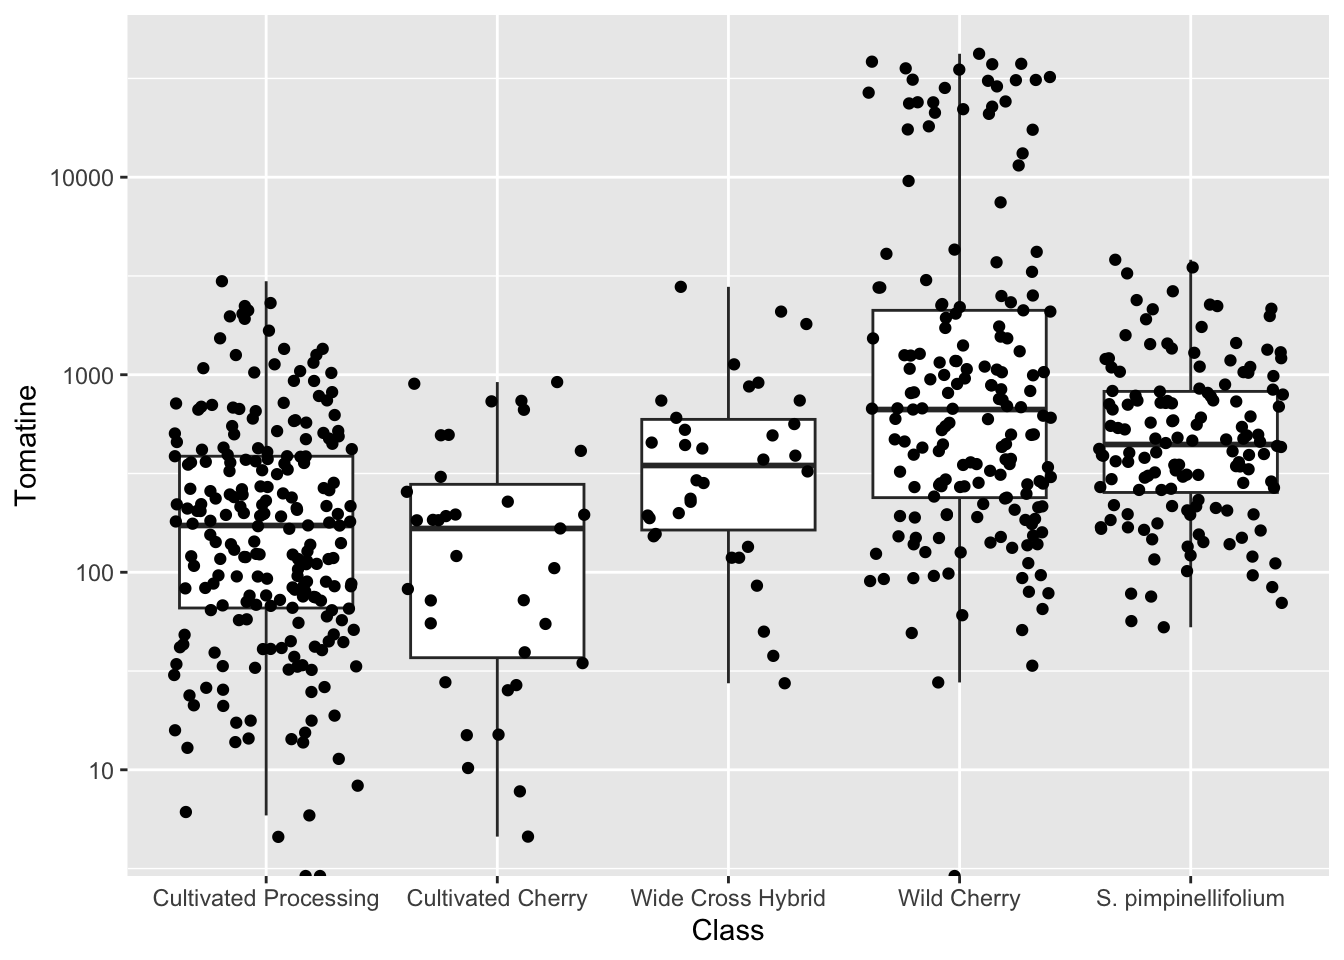 Tomatine
10000
1000
100
10
Cultivated Processing
Cultivated Cherry
Wide Cross Hybrid
Wild Cherry
S. pimpinellifolium
Class